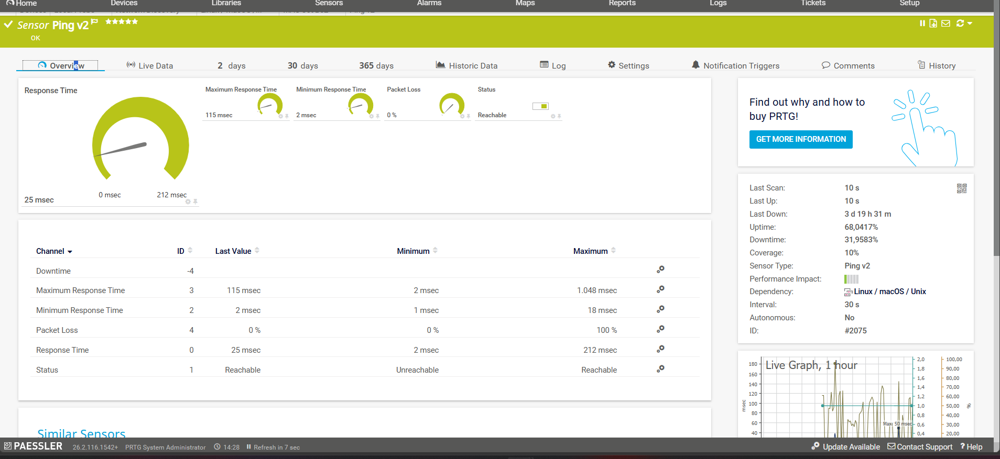 Home Devices Libraries Sensors Alarms Maps Reports Logs Tickets Setup
Sensor Ping v2
OK
Overview Live Data 2 days 30 days 365 days Historic Data Log Settings Notification Triggers Comments History
Response Time
0 msec 212 msec
25 msec
Maximum Response Time
115 msec
Minimum Response Time
2 msec
Packet Loss
0 %
Status
Reachable
Find out why and how to
buy PRTG!
GET MORE INFORMATION
Last Scan: 10 s
Last Up: 10 s
Last Down: 3 d 19 h 31 m
Uptime: 68,0417%
Downtime: 31,9583%
Coverage: 10%
Sensor Type: Ping v2
Performance Impact:
Dependency: Linux / macOS / Unix
Interval: 30 s
Autonomous: No
ID: #2075
Channel ID Last Value Minimum Maximum
Downtime -4
Maximum Response Time 3 115 msec 2 msec 1.048 msec
Minimum Response Time 2 2 msec 1 msec 18 msec
Packet Loss 4 0 % 0 % 100 %
Response Time 0 25 msec 2 msec 212 msec
Status 1 Reachable Unreachable Reachable
Live Graph, 1 hour
180 2,0 100,00
160 1,8 90,00
140 1,6 80,00
120 1,4 70,00
100 1,2 60,00
80 1,0 50,00
60 0,8 40,00
40 0,6 30,00
0,4 20,00
msec
%
50 msec
Similar Sensors
PAESSLER 26.2.116.1542+ PRTG System Administrator 14:28 Refresh in 7 sec Update Available Contact Support ? Help